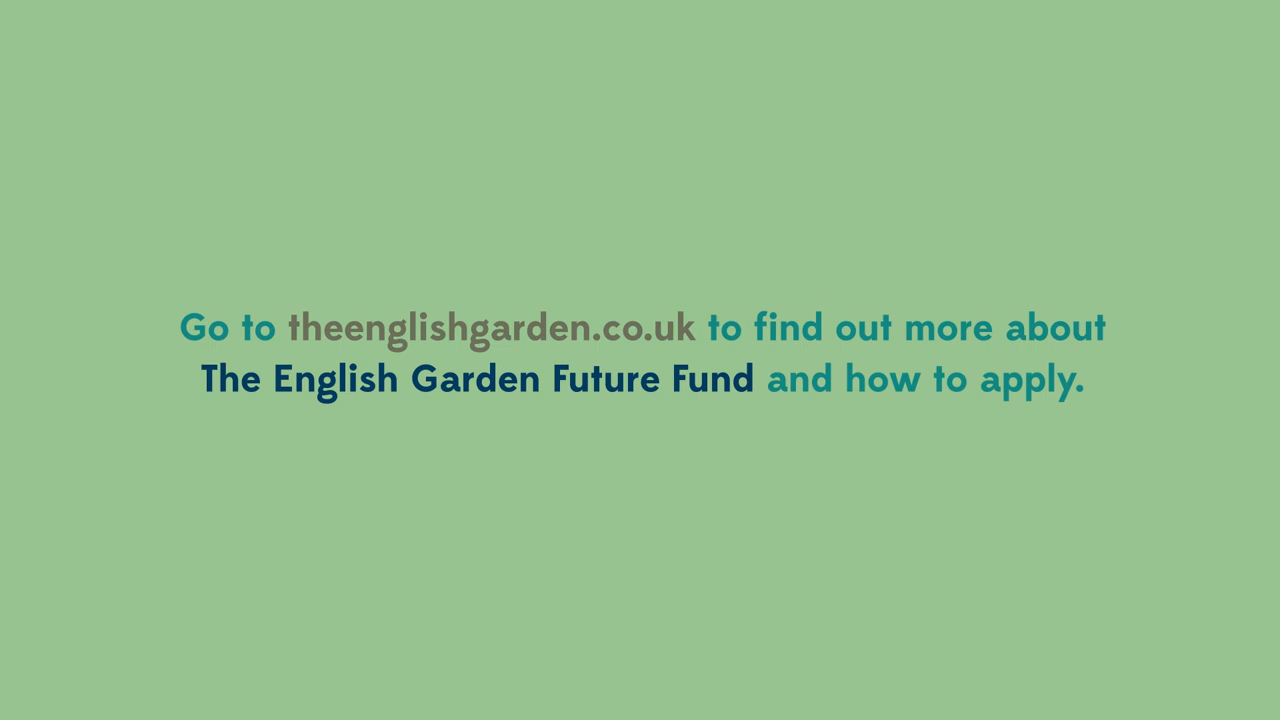 Go to theenglishgarden.co.uk to find out more about
The English Garden Future Fund and how to apply.